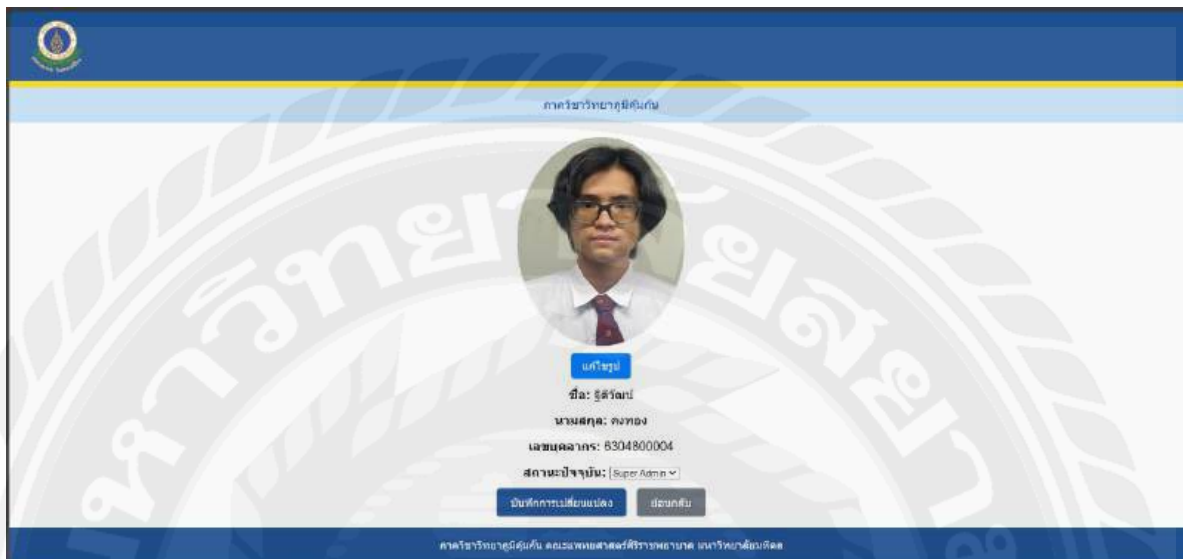 ภาควิชาวิทยาภูมิคุ้มกัน
แก้ไขรูป
ชื่อ: ฐิติวัฒน์
นามสกุล: คงทอง
เลขบุคลากร: 6304800004
สถานะปัจจุบัน: Super Admin
บันทึกการเปลี่ยนแปลง ย้อนกลับ
ภาควิชาวิทยาภูมิคุ้มกัน คณะแพทยศาสตร์ศิริราชพยาบาล มหาวิทยาลัยมหิดล